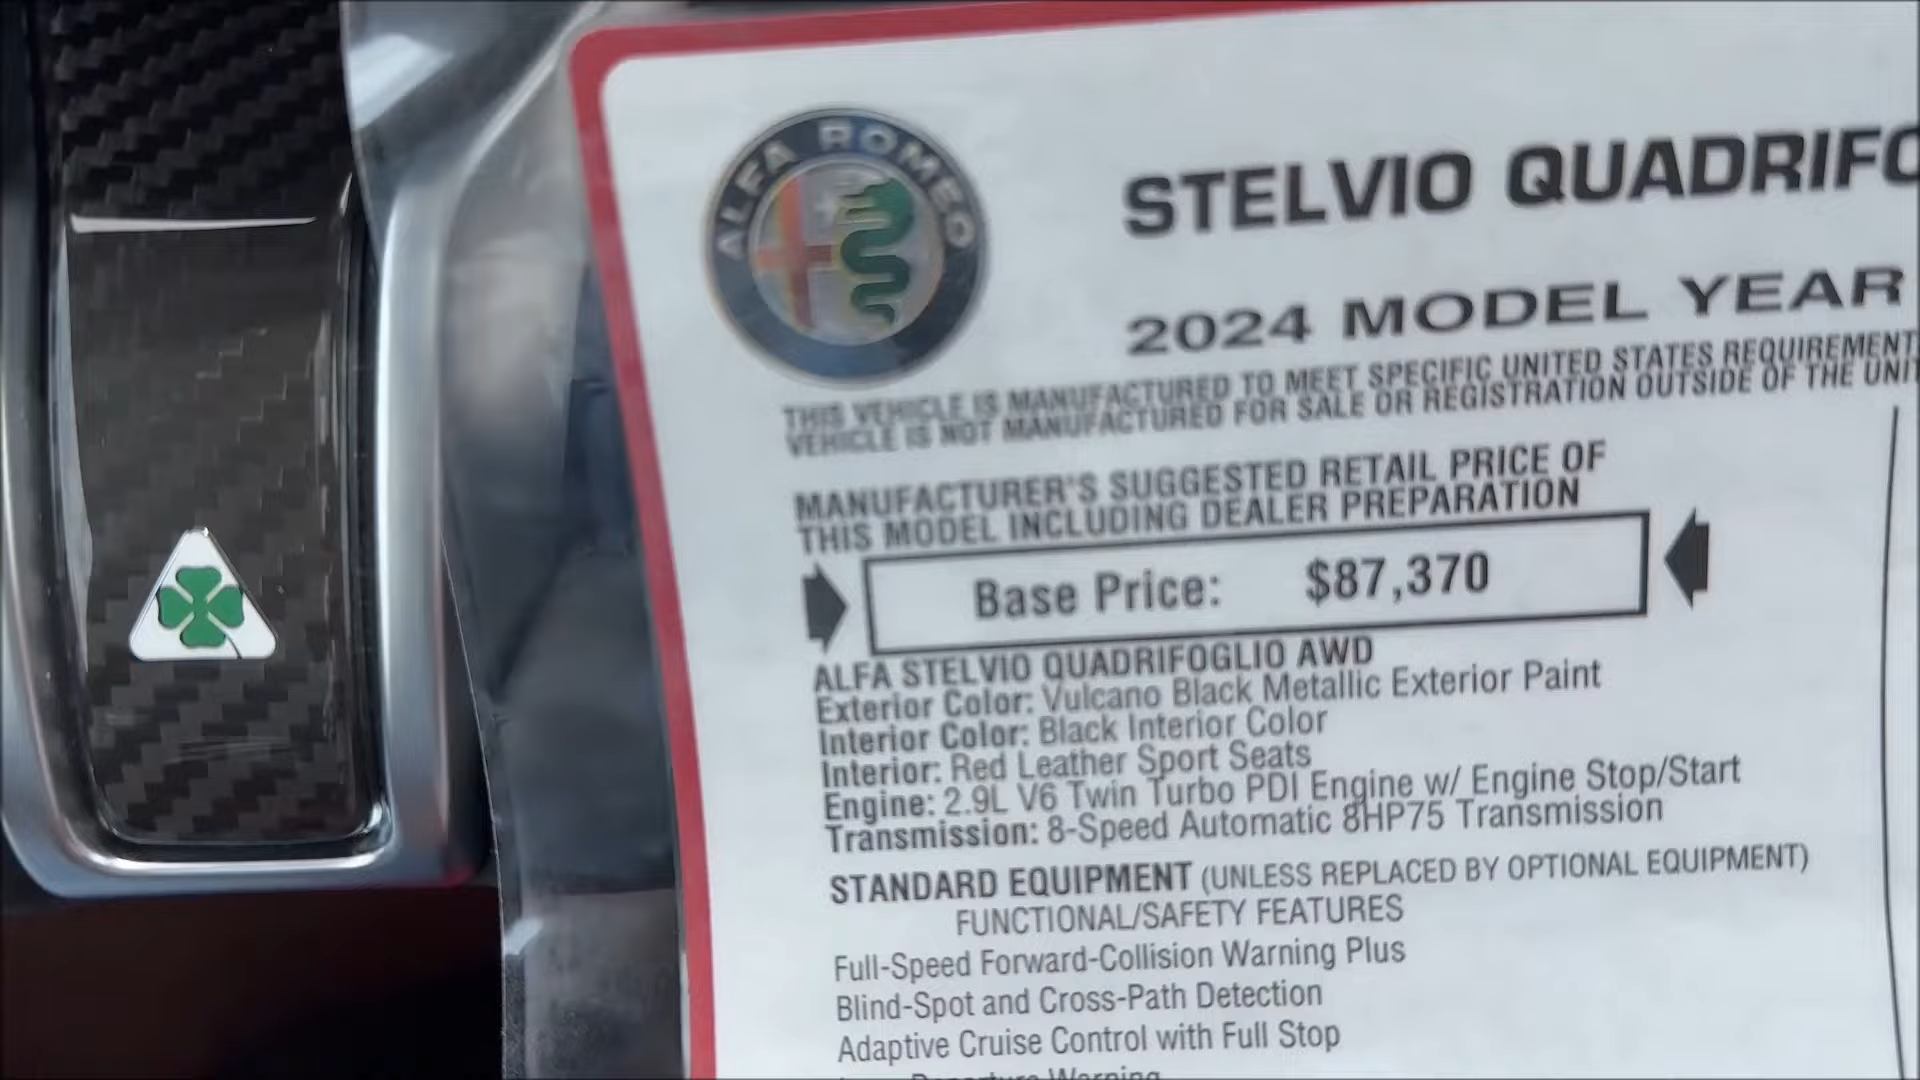 ALFA ROMEO
STELVIO QUADRIFO
2024 MODEL YEAR
THIS VEHICLE IS MANUFACTURED TO MEET SPECIFIC UNITED STATES REQUIREMENT
VEHICLE IS NOT MANUFACTURED FOR SALE OR REGISTRATION OUTSIDE OF THE UNIT
MANUFACTURER'S SUGGESTED RETAIL PRICE OF
THIS MODEL INCLUDING DEALER PREPARATION
Base Price: $87,370
ALFA STELVIO QUADRIFOGLIO AWD
Exterior Color: Vulcano Black Metallic Exterior Paint
Interior Color: Black Interior Color
Interior: Red Leather Sport Seats
Engine: 2.9L V6 Twin Turbo PDI Engine w/ Engine Stop/Start
Transmission: 8-Speed Automatic 8HP75 Transmission
STANDARD EQUIPMENT (UNLESS REPLACED BY OPTIONAL EQUIPMENT)
FUNCTIONAL/SAFETY FEATURES
Full-Speed Forward-Collision Warning Plus
Blind-Spot and Cross-Path Detection
Adaptive Cruise Control with Full Stop
Departure Warning